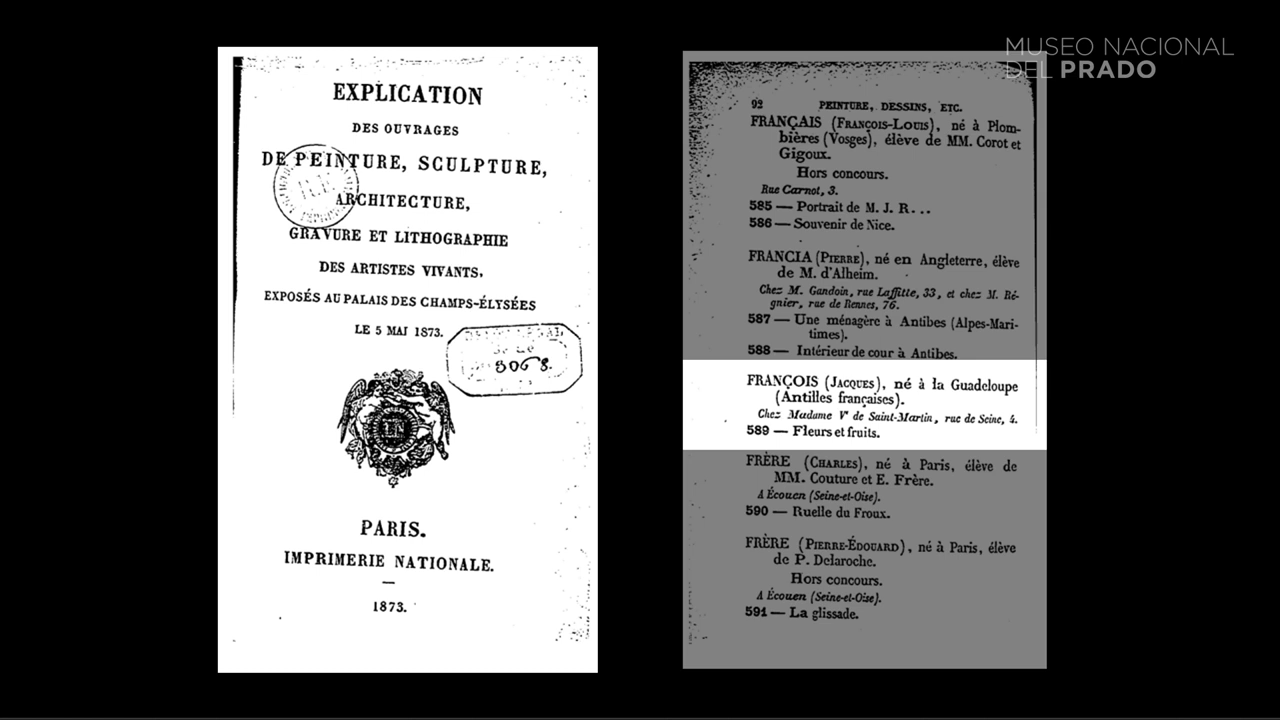 MUSEO NACIONAL
DEL PRADO
EXPLICATION
DES OUVRAGES
DE PEINTURE, SCULPTURE,
ARCHITECTURE,
GRAVURE ET LITHOGRAPHIE
DES ARTISTES VIVANTS,
EXPOSÉS AU PALAIS DES CHAMPS-ÉLYSÉES
LE 5 MAI 1873.
PARIS.
IMPRIMERIE NATIONALE.
1873.
92 PEINTURE, DESSINS, ETC.
FRANÇAIS (François-Louis), né à Plom-
bières (Vosges), élève de MM. Corot et
Gigoux.
Hors concours.
Rue Carnot, 3.
585 — Portrait de M. J. R...
586 — Souvenir de Nice.
FRANCIA (Pierre), né en Angleterre, élève
de M. d'Alheim.
Chez M. Gandoin, rue Laffitte, 33, et chez M. Ré-
gnier, rue de Rennes, 76.
587 — Une ménagère à Antibes (Alpes-Mari-
times).
588 — Intérieur de cour à Antibes.
FRANÇOIS (Jacques), né à la Guadeloupe
(Antilles françaises).
Chez Madame Ve de Saint-Martin, rue de Seine, 4.
589 — Fleurs et fruits.
FRÈRE (Charles), né à Paris, élève de
MM. Couture et E. Frère.
A Écouen (Seine-et-Oise).
590 — Ruelle du Froux.
FRÈRE (Pierre-Édouard), né à Paris, élève
de P. Delaroche.
Hors concours.
A Écouen (Seine-et-Oise).
591 — La glissade.